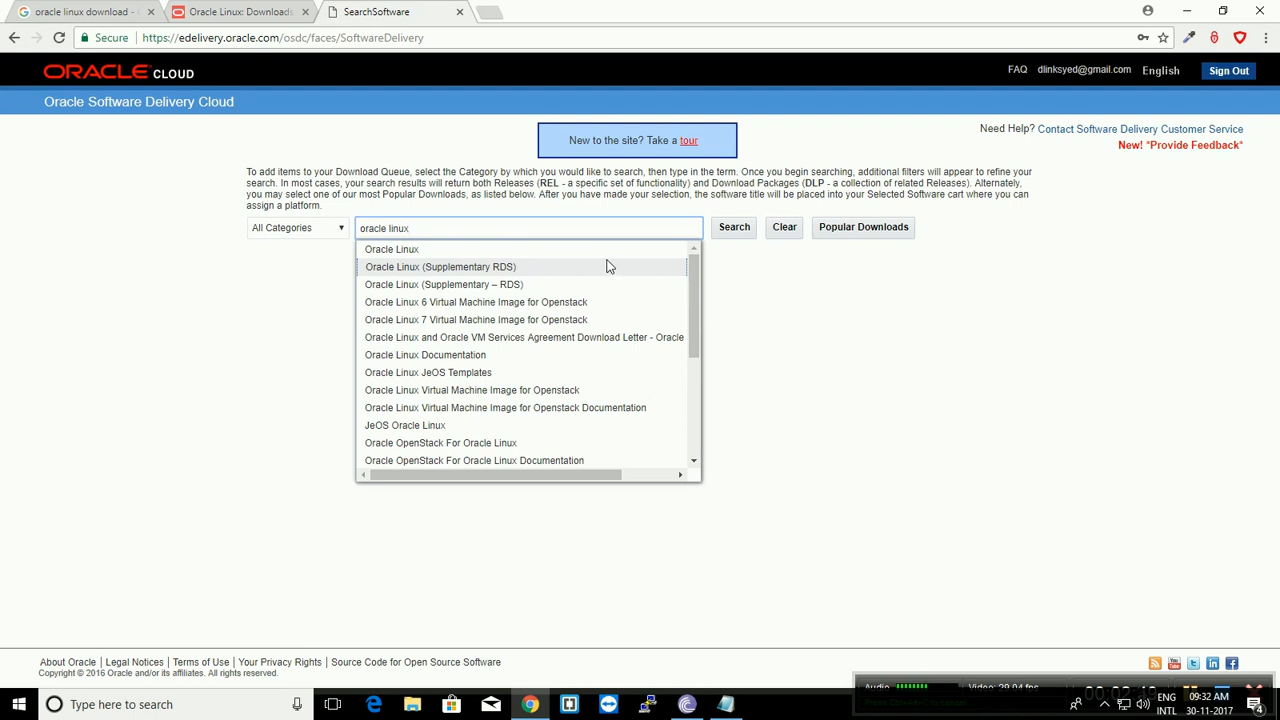 oracle linux download -
Oracle Linux: Downloads
SearchSoftware
Secure
https://edelivery.oracle.com/osdc/faces/SoftwareDelivery
ORACLE CLOUD
FAQ
dlinksyed@gmail.com
English
Sign Out
Oracle Software Delivery Cloud
New to the site? Take a tour
Need Help? Contact Software Delivery Customer Service
New! "Provide Feedback"
To add items to your Download Queue, select the Category by which you would like to search, then type in the term. Once you begin searching, additional filters will appear to refine your
search. In most cases, your search results will return both Releases (REL - a specific set of functionality) and Download Packages (DLP - a collection of related Releases). Alternately,
you may select one of our most Popular Downloads, as listed below. After you have made your selection, the software title will be placed into your Selected Software cart where you can
assign a platform.
All Categories
oracle linux
Search
Clear
Popular Downloads
Oracle Linux
Oracle Linux (Supplementary RDS)
Oracle Linux (Supplementary – RDS)
Oracle Linux 6 Virtual Machine Image for Openstack
Oracle Linux 7 Virtual Machine Image for Openstack
Oracle Linux and Oracle VM Services Agreement Download Letter - Oracle
Oracle Linux Documentation
Oracle Linux JeOS Templates
Oracle Linux Virtual Machine Image for Openstack
Oracle Linux Virtual Machine Image for Openstack Documentation
JeOS Oracle Linux
Oracle OpenStack For Oracle Linux
Oracle OpenStack For Oracle Linux Documentation
About Oracle | Legal Notices | Terms of Use | Your Privacy Rights | Source Code for Open Source Software
Copyright © 2016 Oracle and/or its affiliates. All rights reserved.
Audio
Video: 29.04 fps
Type here to search
ENG
INTL
09:32 AM
30-11-2017
4